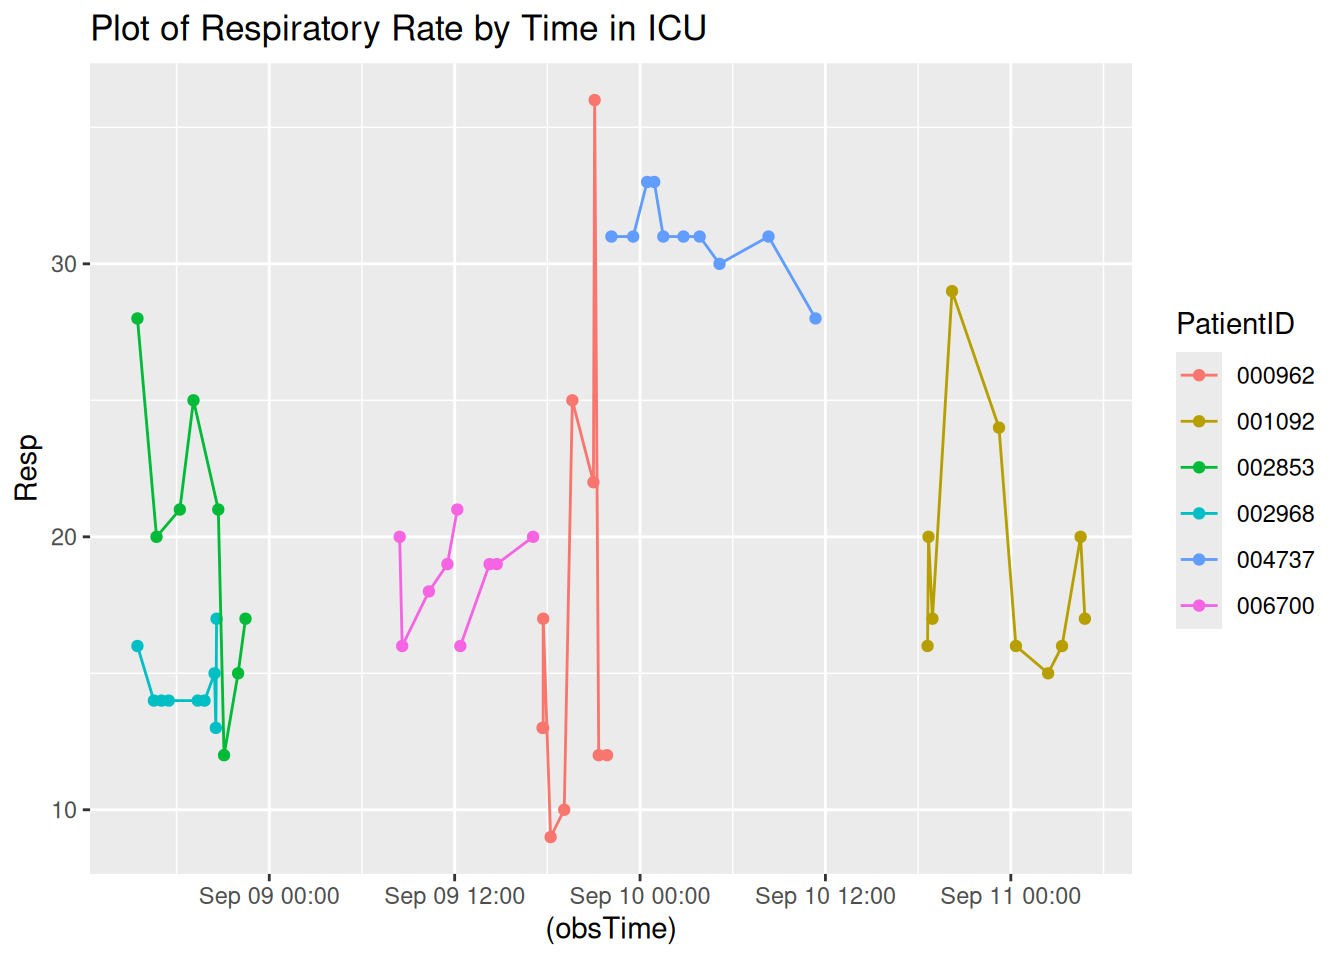 Plot of Respiratory Rate by Time in ICU
Resp
30
20
10
Sep 09 00:00 Sep 09 12:00 Sep 10 00:00 Sep 10 12:00 Sep 11 00:00
(obsTime)
PatientID
000962
001092
002853
002968
004737
006700